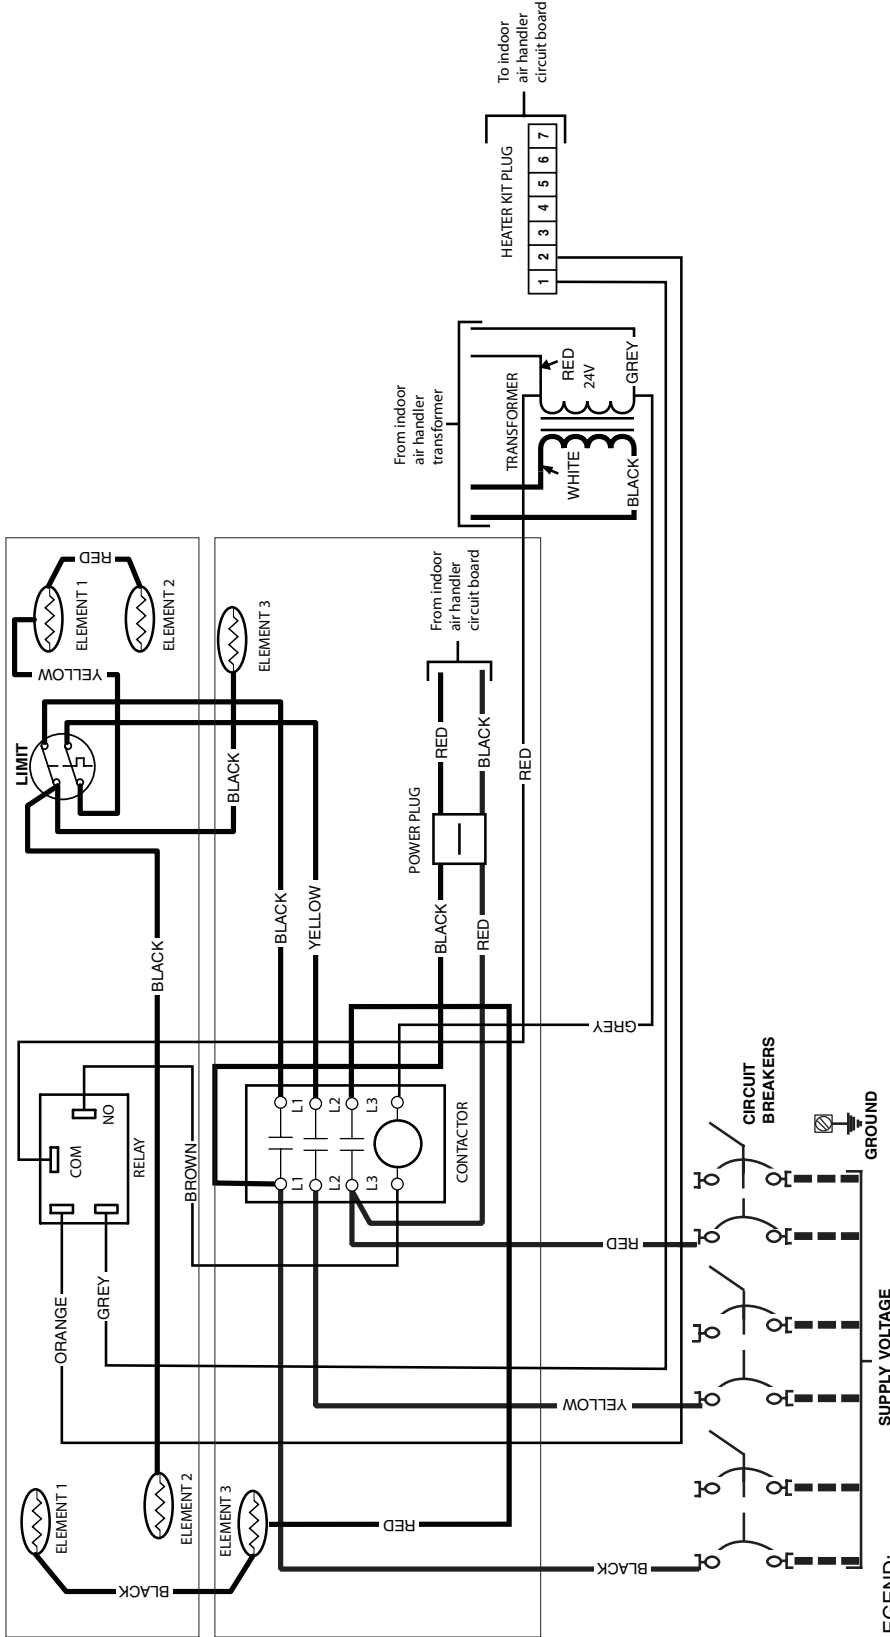 To indoor
air handler
circuit board
HEATER KIT PLUG
1 2 3 4 5 6 7
From indoor
air handler
transformer
TRANSFORMER
RED
24V
GREY
WHITE
BLACK
RED
ELEMENT 1
ELEMENT 2
YELLOW
LIMIT
ELEMENT 3
BLACK
From indoor
air handler
circuit board
RED
BLACK
RED
POWER PLUG
BLACK
YELLOW
BLACK
RED
BLACK
GREY
NO
COM
RELAY
BROWN
L1
L2
L3
L1
L2
L3
CONTACTOR
ORANGE
GREY
RED
YELLOW
CIRCUIT
BREAKERS
GROUND
SUPPLY VOLTAGE
ELEMENT 1
ELEMENT 2
ELEMENT 3
BLACK
RED
BLACK
EGEND: